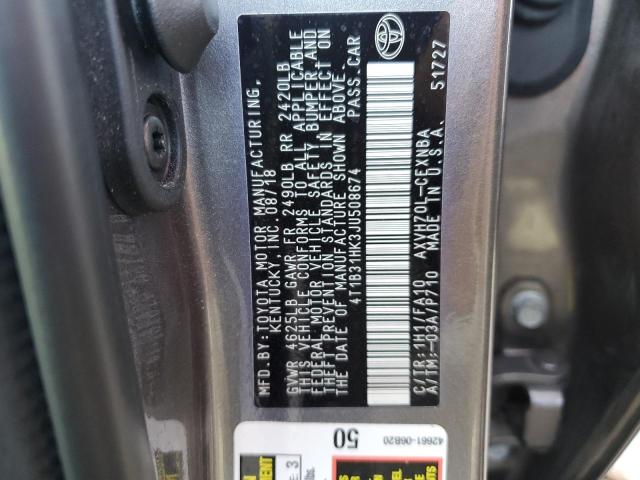 MFD.BY:TOYOTA MOTOR MANUFACTURING,
KENTUCKY, INC. 08/18
GVWR 4625LB GAWR FR 2490LB RR 2420LB
THIS VEHICLE CONFORMS TO ALL APPLICABLE
FEDERAL MOTOR VEHICLE SAFETY, BUMPER, AND
THEFT PREVENTION STANDARDS IN EFFECT ON
THE DATE OF MANUFACTURE SHOWN ABOVE.
4T1B31HK3JU508674 PASS.CAR
C/TR: 1H1/FA10 AXVH70L-CEXNBA
A/TM:-03A/P710 MADE IN U.S.A. 51727
50
42661-06B20
3